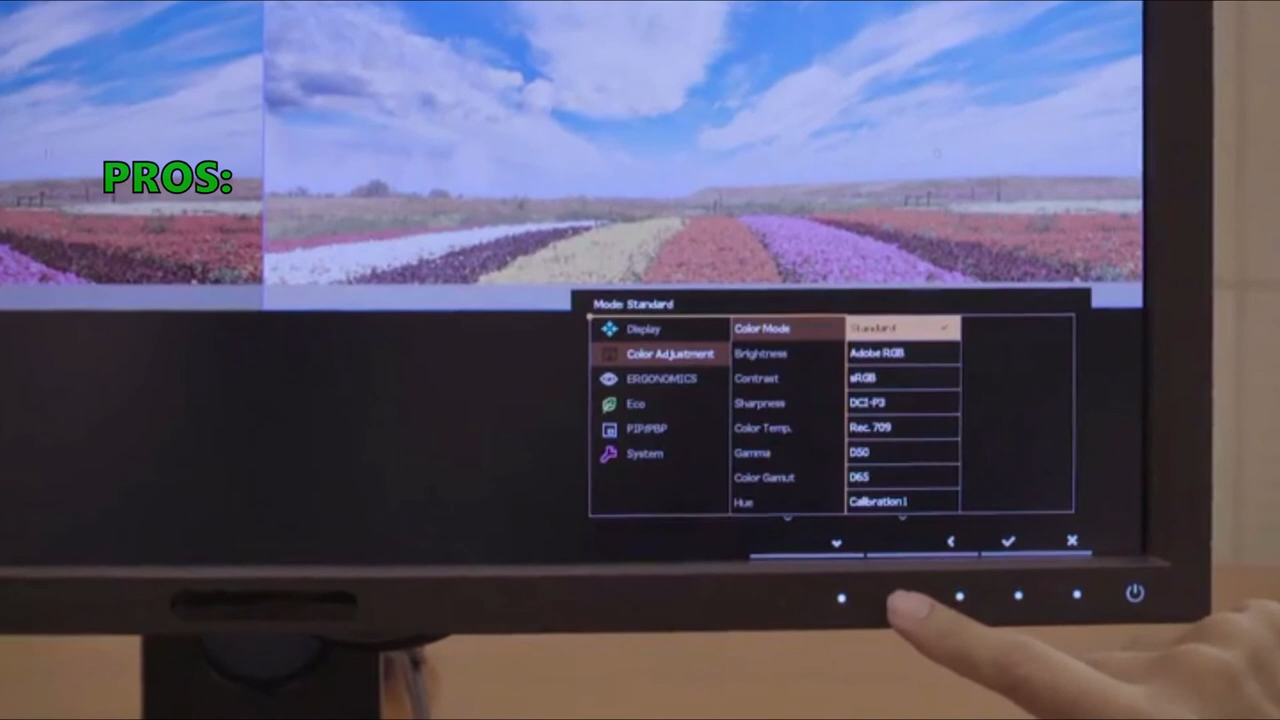 PROS:
Mode: Standard
Display
Color Adjustment
ERGONOMICS
Eco
PIP/PBP
System
Color Mode
Brightness
Contrast
Sharpness
Color Temp.
Gamma
Color Gamut
Hue
Standard
Adobe RGB
sRGB
DCI-P3
Rec. 709
D50
D65
Calibration 1